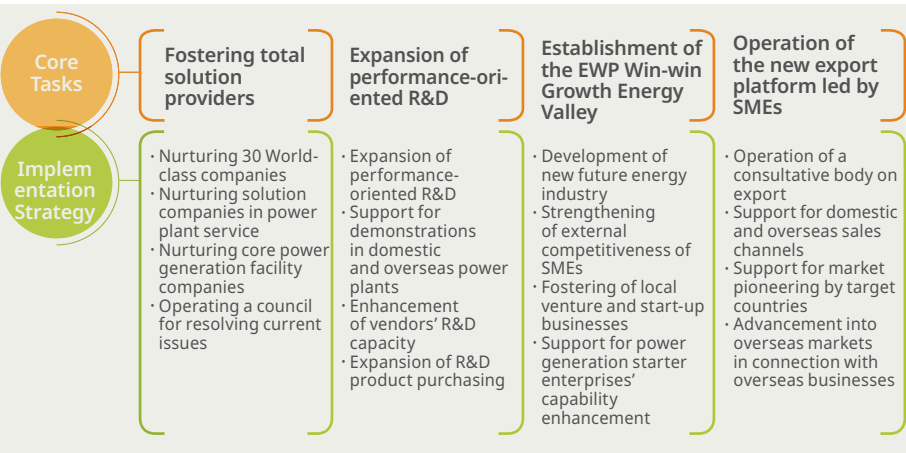 Core
Tasks
Fostering total
solution
providers
Expansion of
performance-ori-
ented R&D
Establishment of
the EWP Win-win
Growth Energy
Valley
Operation of
the new export
platform led by
SMEs
Implem
entation
Strategy
· Nurturing 30 World-
class companies
· Nurturing solution
companies in power
plant service
· Nurturing core power
generation facility
companies
· Operating a council
for resolving current
issues
· Expansion of
performance-
oriented R&D
· Support for
demonstrations
in domestic
and overseas power
plants
· Enhancement
of vendors’ R&D
capacity
· Expansion of R&D
product purchasing
· Development of
new future energy
industry
· Strengthening
of external
competitiveness of
SMEs
· Fostering of local
venture and start-up
businesses
· Support for power
generation starter
enterprises’
capability
enhancement
· Operation of a
consultative body on
export
· Support for domestic
and overseas sales
channels
· Support for market
pioneering by target
countries
· Advancement into
overseas markets
in connection with
overseas businesses